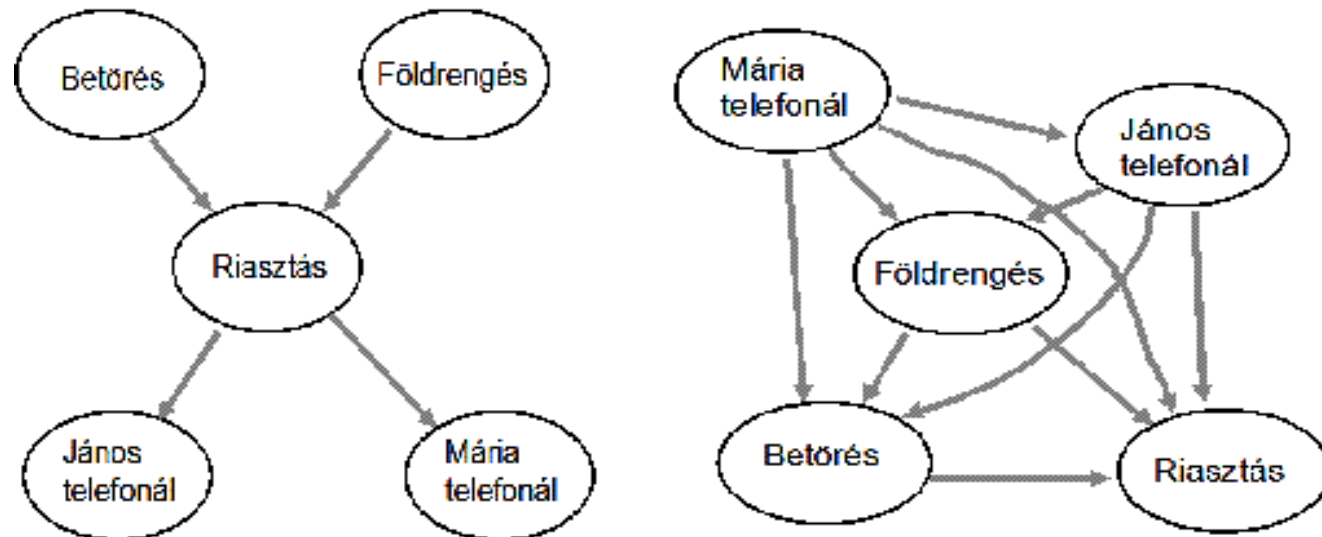 Betörés
Földrengés
Riasztás
János
telefonál
Mária
telefonál
Mária
telefonál
János
telefonál
Földrengés
Betörés
Riasztás